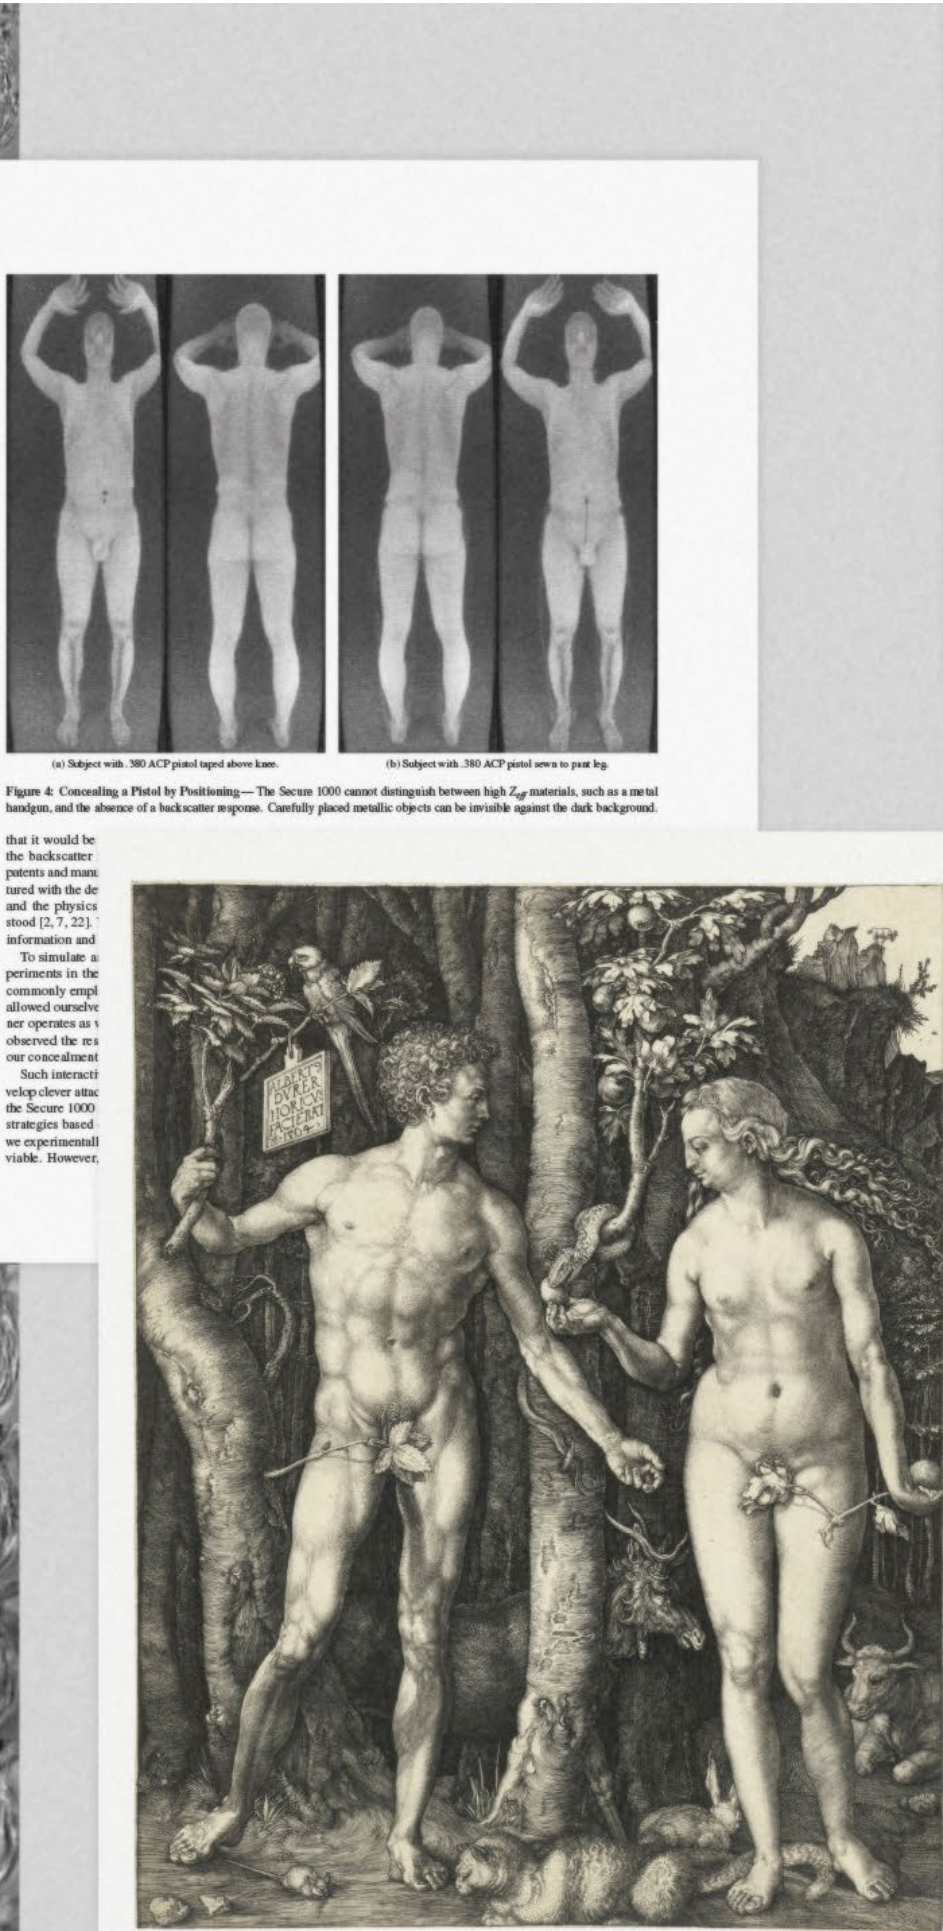 (a) Subject with .380 ACP pistol taped above knee.
(b) Subject with .380 ACP pistol sewn to pant leg.
Figure 4: Concealing a Pistol by Positioning— The Secure 1000 cannot distinguish between high Zeff materials, such as a metal
handgun, and the absence of a backscatter response. Carefully placed metallic objects can be invisible against the dark background.
that it would be
the backscatter
patents and manu
tured with the de
and the physics
stood [2, 7, 22].
information and
To simulate a
periments in the
commonly empl
allowed ourselve
ner operates as
observed the res
our concealment
Such interacti
velop clever attac
the Secure 1000
strategies based
we experimentall
viable. However,
ALBERT
DVRER
NORICVS
FACIEBAT
1504